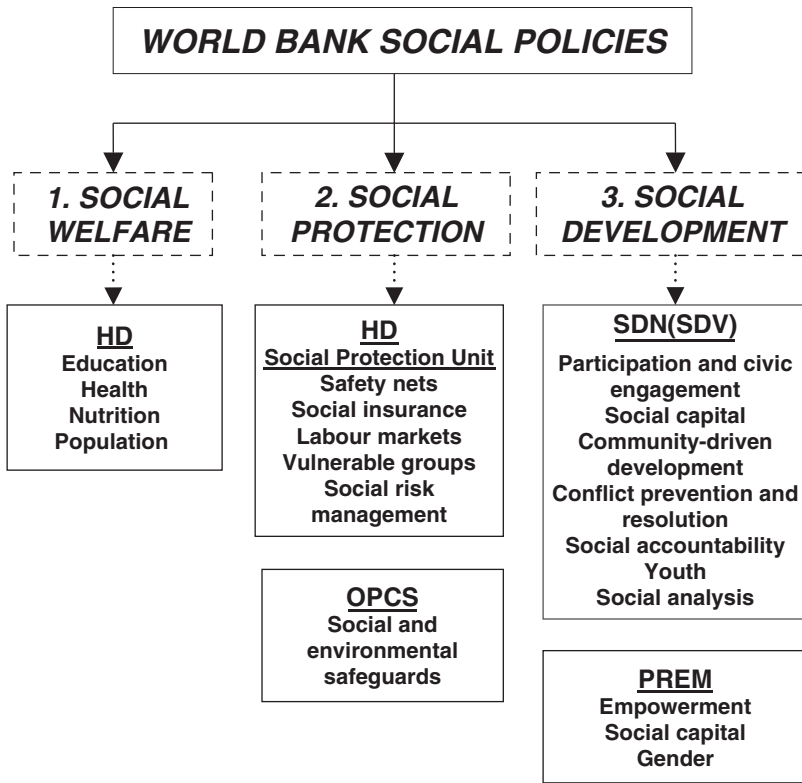 WORLD BANK SOCIAL POLICIES
1. SOCIAL
WELFARE
2. SOCIAL
PROTECTION
3. SOCIAL
DEVELOPMENT
HD
Education
Health
Nutrition
Population
HD
Social Protection Unit
Safety nets
Social insurance
Labour markets
Vulnerable groups
Social risk
management
OPCS
Social and
environmental
safeguards
SDN(SDV)
Participation and civic
engagement
Social capital
Community-driven
development
Conflict prevention and
resolution
Social accountability
Youth
Social analysis
PREM
Empowerment
Social capital
Gender